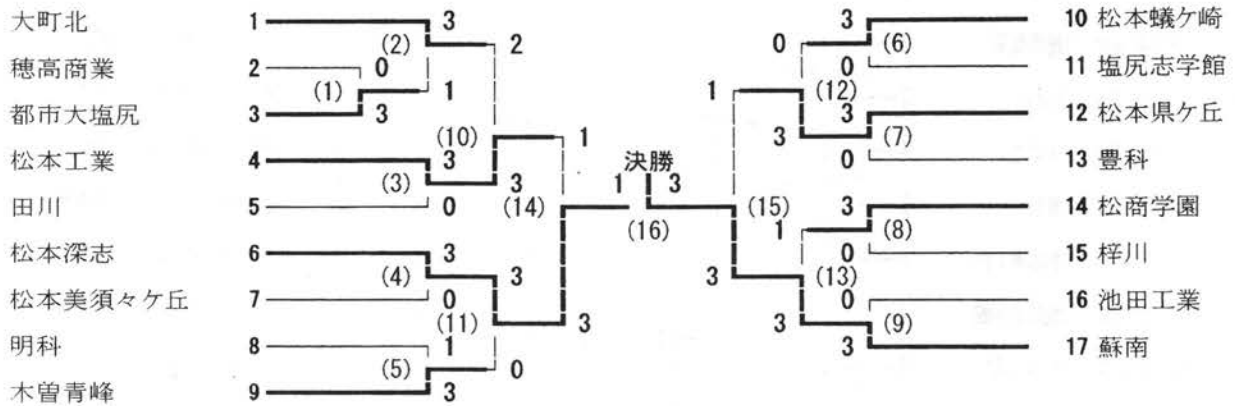 大町北 1 3 3 10 松本蟻ケ崎
(2) 2 0 (6)
穂高商業 2 0 0 11 塩尻志学館
(1) 1 1 (12)
都市大塩尻 3 3 3 12 松本県ケ丘
(10) 1 3 (7)
松本工業 4 3 決勝 0 13 豊科
(3) 3 1 3
田川 5 0 (14) (15) 3 14 松商学園
(16) 1 (8)
松本深志 6 3 0 15 梓川
(4) 3 3 (13)
松本美須々ケ丘 7 0 0 16 池田工業
(11) 3 3 (9)
明科 8 1 3 17 蘇南
(5) 0
木曽青峰 9 3